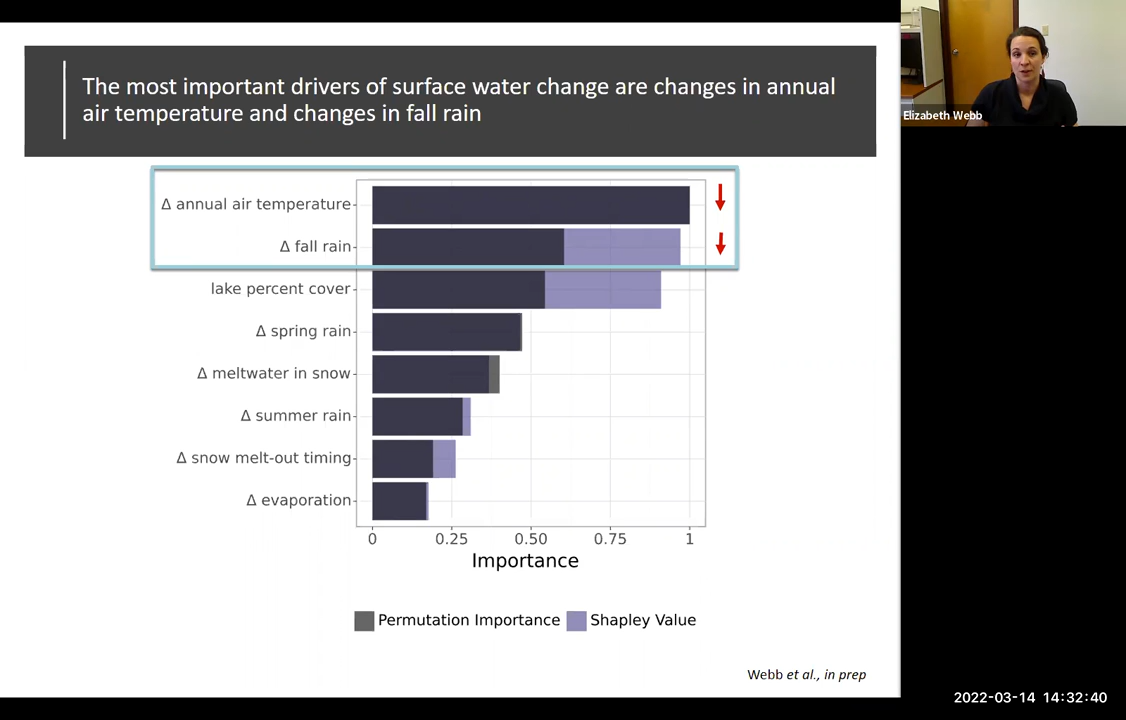 The most important drivers of surface water change are changes in annual
air temperature and changes in fall rain
Elizabeth Webb
Δ annual air temperature
Δ fall rain
lake percent cover
Δ spring rain
Δ meltwater in snow
Δ summer rain
Δ snow melt-out timing
Δ evaporation
0 0.25 0.50 0.75 1
Importance
Permutation Importance Shapley Value
Webb et al., in prep
2022-03-14 14:32:40